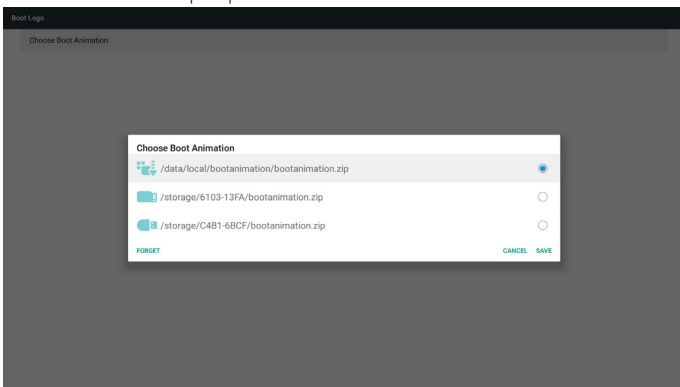 Boot Logo
Choose Boot Animation
Choose Boot Animation
/data/local/bootanimation/bootanimation.zip
/storage/6103-13FA/bootanimation.zip
/storage/C4B1-6BCF/bootanimation.zip
FORGET CANCEL SAVE